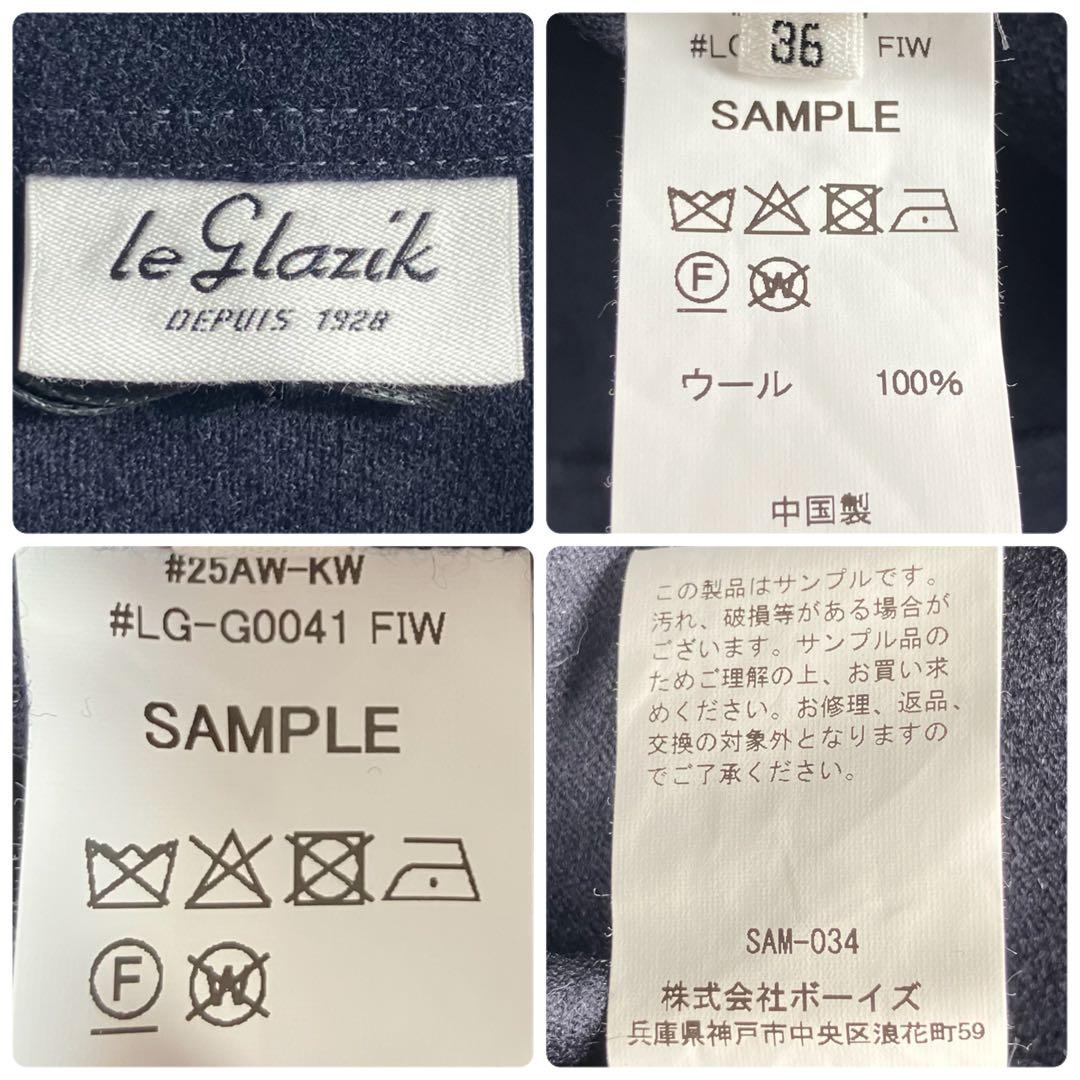 le Glazik
DEPUIS 1928
36
FIW
SAMPLE
F
W
ウール 100%
中国製
#25AW-KW
#LG-G0041 FIW
SAMPLE
F
W
この製品はサンプルです。
汚れ、破損等がある場合が
ございます。サンプル品の
ためご理解の上、お買い求
めください。お修理、返品、
交換の対象外となりますの
でご了承ください。
SAM-034
株式会社ボーイズ
兵庫県神戸市中央区浪花町59